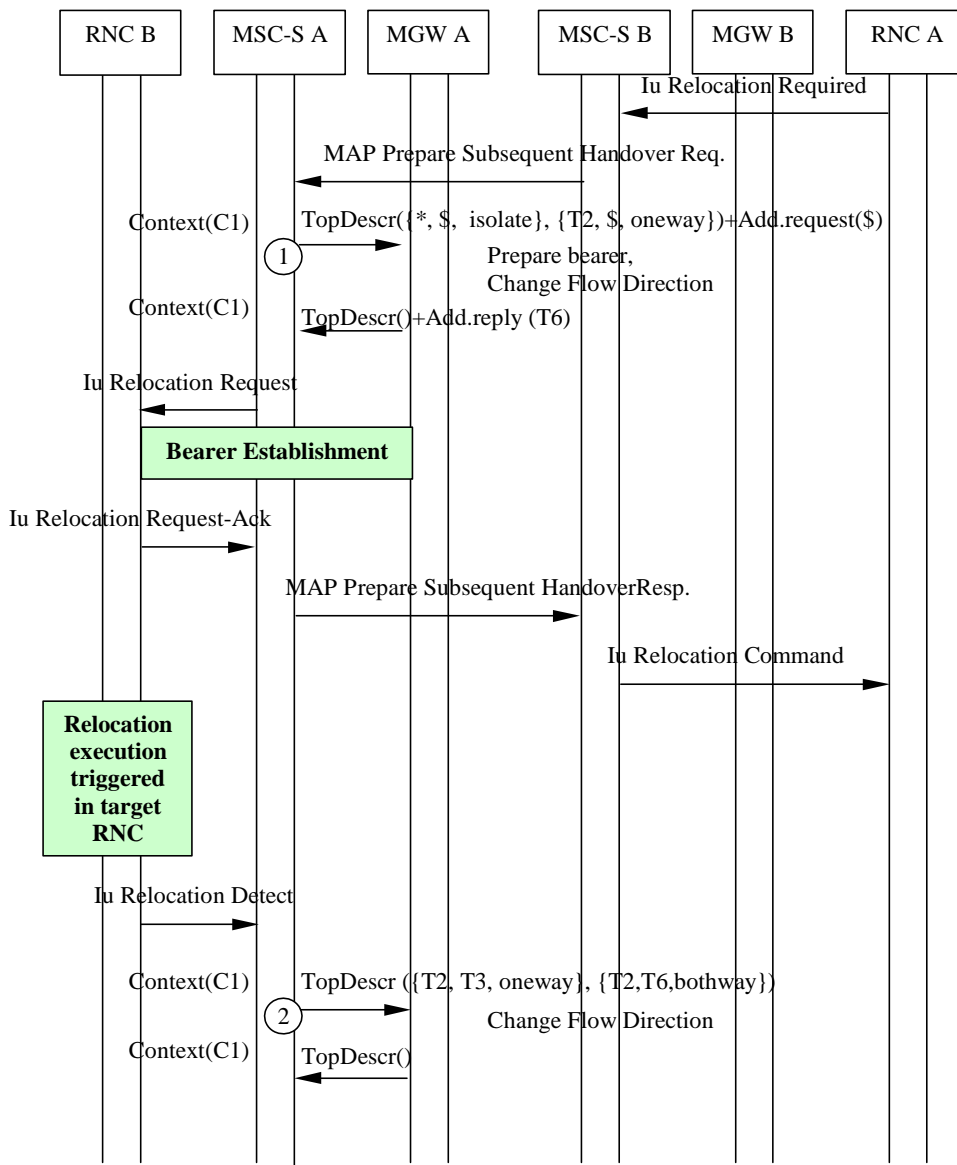 RNC B
MSC-S A
MGW A
MSC-S B
MGW B
RNC A
Iu Relocation Required
MAP Prepare Subsequent Handover Req.
Context(C1)
TopDescr({*, $, isolate}, {T2, $, oneway})+Add.request($)
1
Prepare bearer,
Change Flow Direction
Context(C1)
TopDescr()+Add.reply (T6)
Iu Relocation Request
Bearer Establishment
Iu Relocation Request-Ack
MAP Prepare Subsequent HandoverResp.
Iu Relocation Command
Relocation
execution
triggered
in target
RNC
Iu Relocation Detect
Context(C1)
TopDescr ({T2, T3, oneway}, {T2,T6,bothway})
2
Change Flow Direction
Context(C1)
TopDescr()